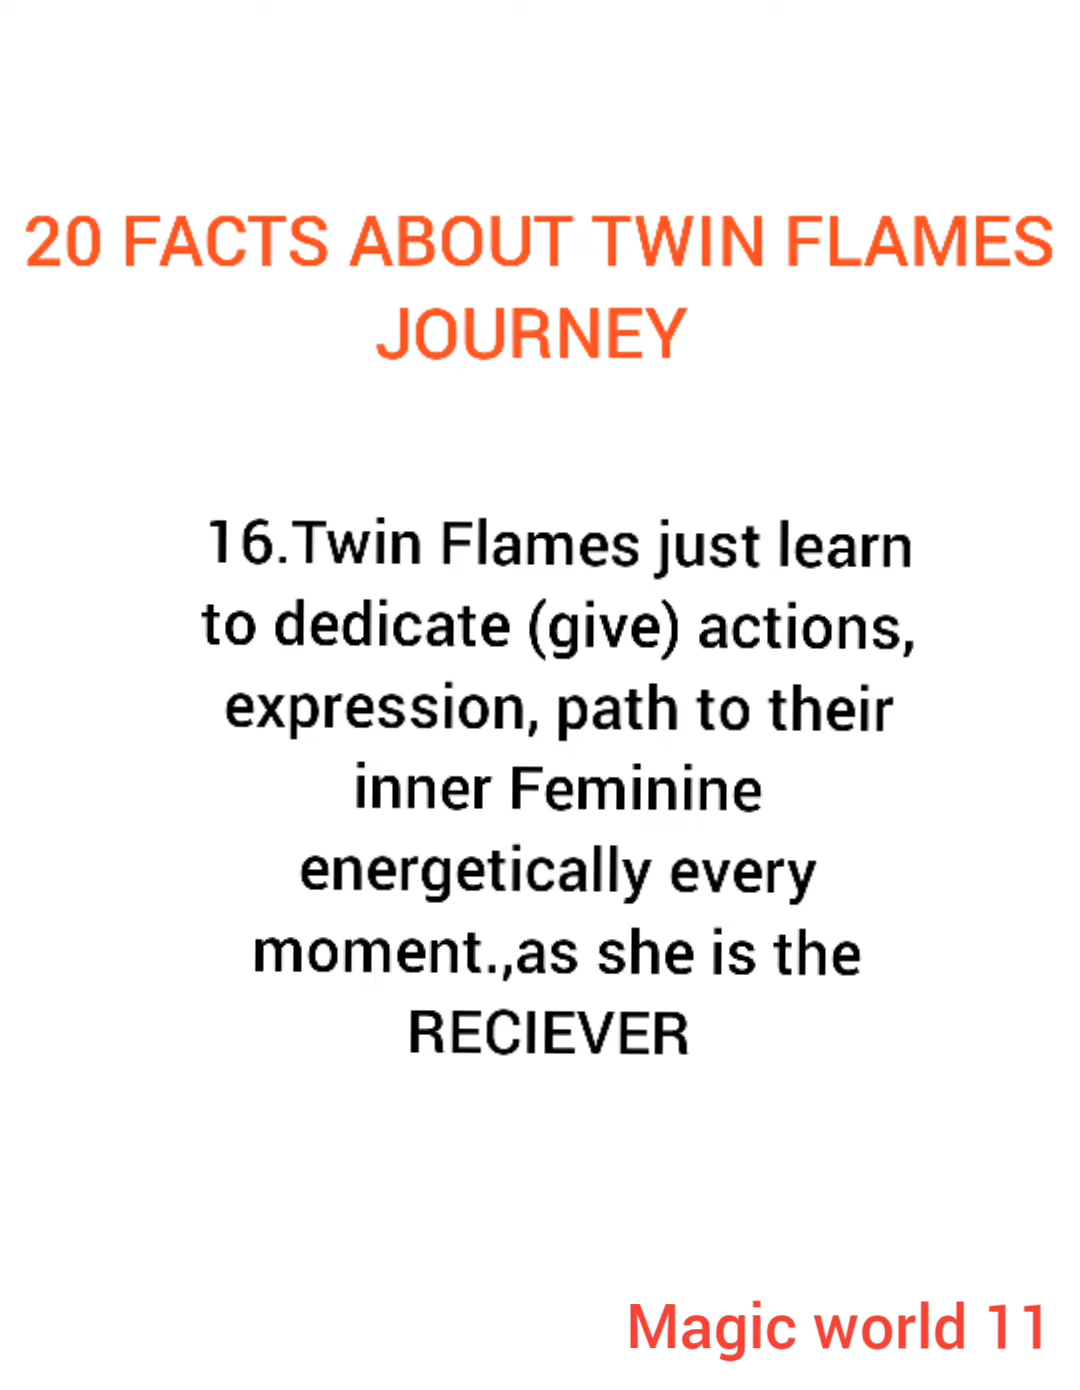 20 FACTS ABOUT TWIN FLAMES
JOURNEY
16.Twin Flames just learn
to dedicate (give) actions,
expression, path to their
inner Feminine
energetically every
moment.,as she is the
RECIEVER
Magic world 11